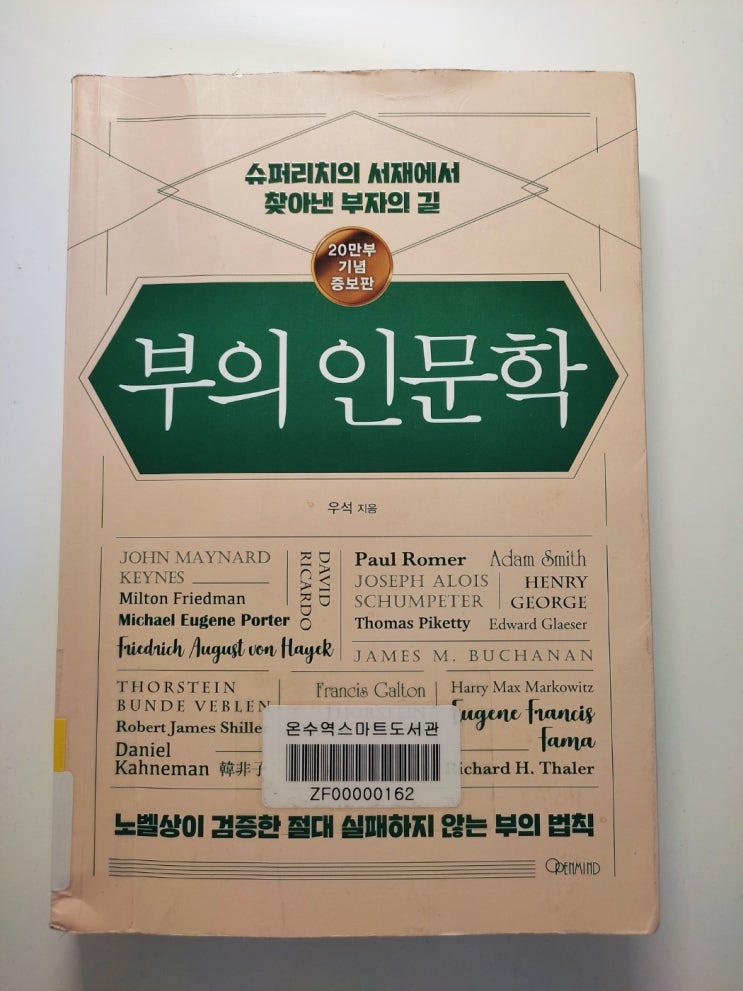 슈퍼리치의 서재에서
찾아낸 부자의 길
20만부
기념
증보판
부의 인문학
우석 지음
JOHN MAYNARD
KEYNES
Milton Friedman
Michael Eugene Porter
Friedrich August von Hayek
DAVID
RICARDO
Paul Romer
Adam Smith
JOSEPH ALOIS
SCHUMPETER
HENRY
GEORGE
Thomas Piketty
Edward Glaeser
JAMES M. BUCHANAN
THORSTEIN
BUNDE VEBLEN
Robert James Shille
Daniel
Kahneman
韓非子
Francis Galton
Harry Max Markowitz
Eugene Francis
Fama
Richard H. Thaler
온수역스마트도서관
ZF00000162
노벨상이 검증한 절대 실패하지 않는 부의 법칙
OPENMIND